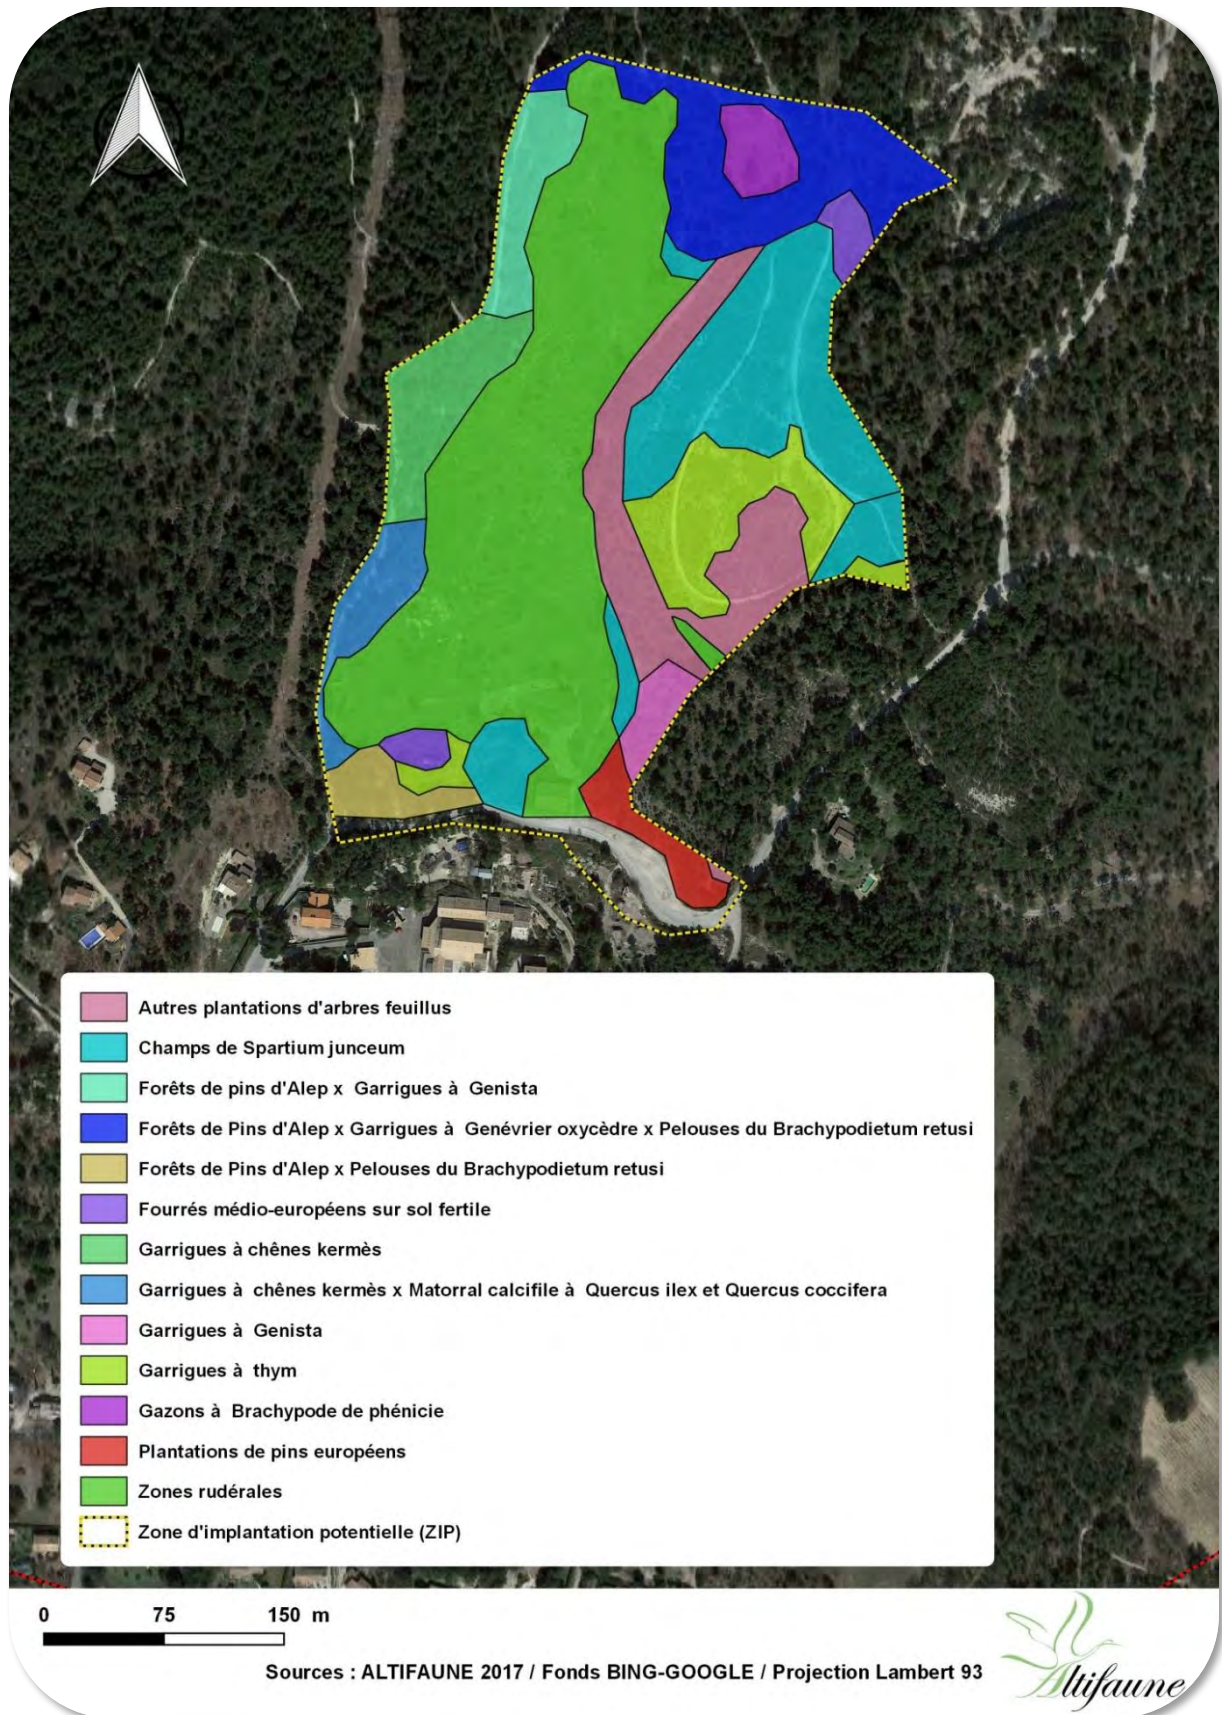 Autres plantations d'arbres feuillus
Champs de Spartium junceum
Forêts de pins d'Alep x Garrigues à Genista
Forêts de Pins d'Alep x Garrigues à Genévrier oxycèdre x Pelouses du Brachypodietum retusi
Forêts de Pins d'Alep x Pelouses du Brachypodietum retusi
Fourrés médio-européens sur sol fertile
Garrigues à chênes kermès
Garrigues à chênes kermès x Matorral calcifile à Quercus ilex et Quercus coccifera
Garrigues à Genista
Garrigues à thym
Gazons à Brachypode de phénicie
Plantations de pins européens
Zones rudérales
Zone d'implantation potentielle (ZIP)
0 75 150 m
Sources : ALTIFAUNE 2017 / Fonds BING-GOOGLE / Projection Lambert 93
Altifaune